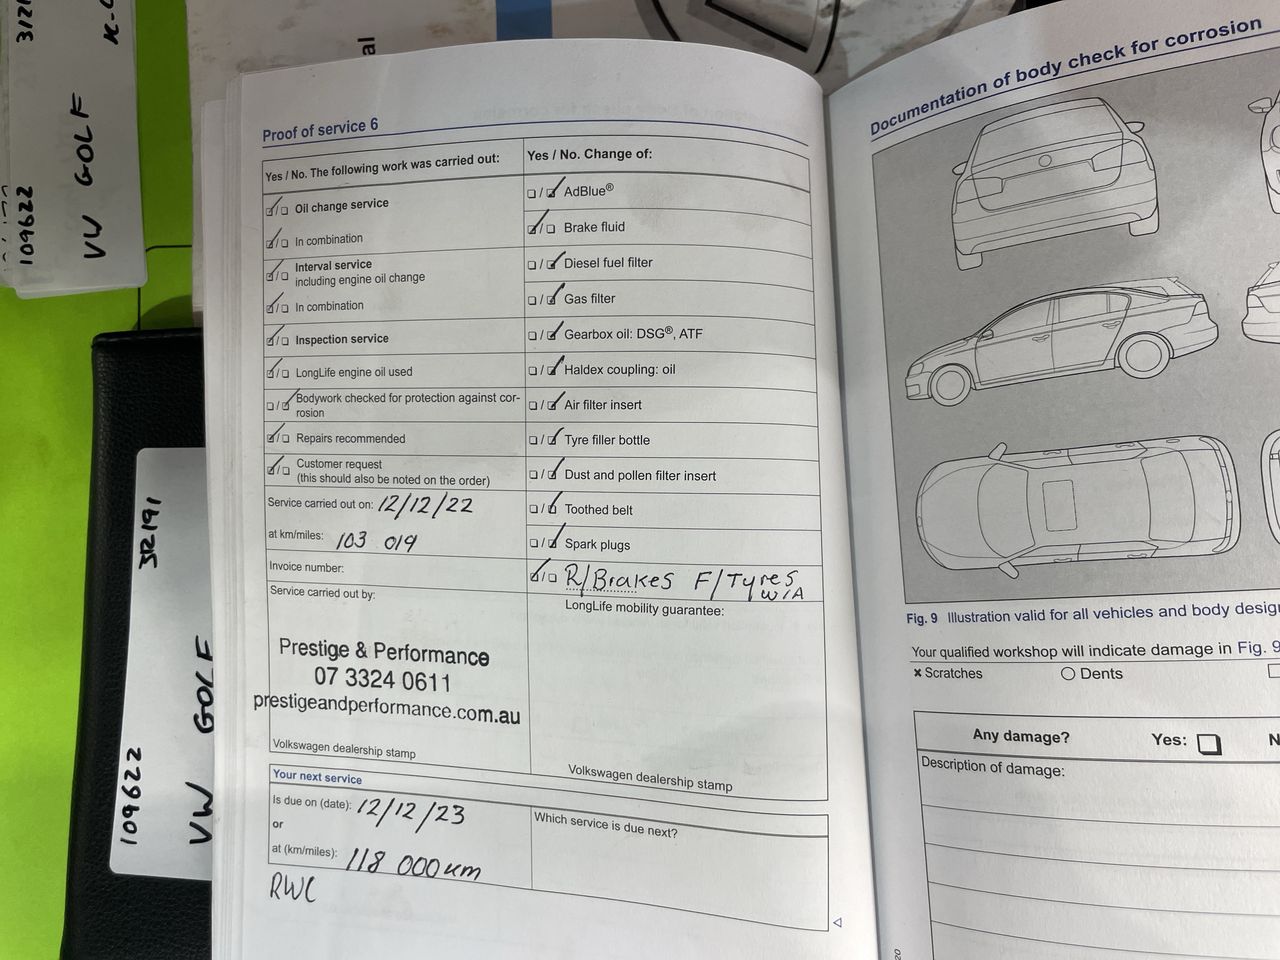 312
K-
VW GOLF
109622
al
3R191
VW GOLF
109622
Proof of service 6
Yes / No. The following work was carried out:
Oil change service
In combination
Interval service
including engine oil change
In combination
Inspection service
LongLife engine oil used
Bodywork checked for protection against cor-
rosion
Repairs recommended
Customer request
(this should also be noted on the order)
Service carried out on: 12/12/22
at km/miles: 103 019
Invoice number:
Service carried out by:
Prestige & Performance
07 3324 0611
prestigeandperformance.com.au
Volkswagen dealership stamp
Yes / No. Change of:
AdBlue®
Brake fluid
Diesel fuel filter
Gas filter
Gearbox oil: DSG®, ATF
Haldex coupling: oil
Air filter insert
Tyre filler bottle
Dust and pollen filter insert
Toothed belt
Spark plugs
R/Brakes F/Tyres
W/A
LongLife mobility guarantee:
Volkswagen dealership stamp
Your next service
Is due on (date): 12/12/23
or
at (km/miles): 118 000km
Which service is due next?
RWC
Documentation of body check for corrosion
Fig. 9 Illustration valid for all vehicles and body desig
Your qualified workshop will indicate damage in Fig. 9
× Scratches
Dents
Any damage?
Yes:
N
Description of damage:
20